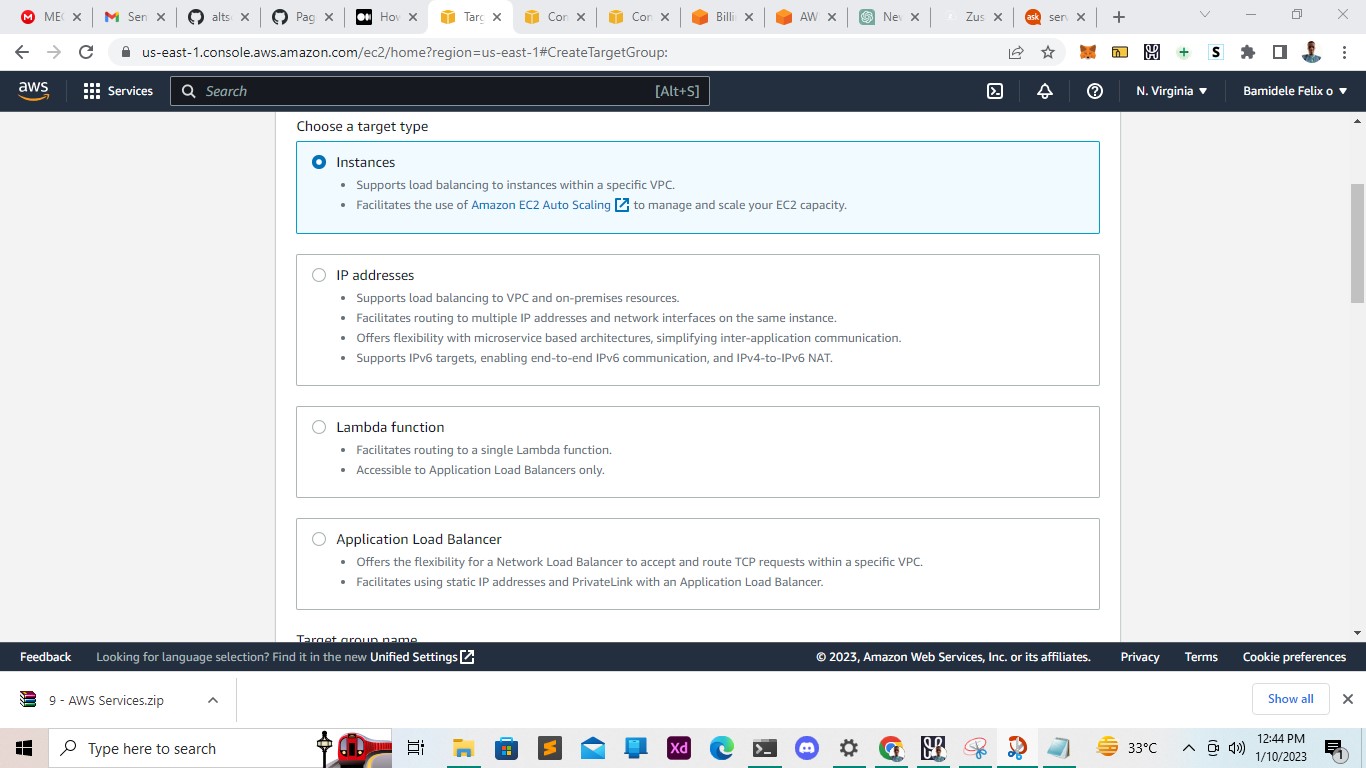 MEG
Sen
alts
Pag
How
Targ
Con
Con
Billi
AW
New
Zus
ask
serv
us-east-1.console.aws.amazon.com/ec2/home?region=us-east-1#CreateTargetGroup:
aws
Services
Search
[Alt+S]
N. Virginia
Bamidele Felix o
Choose a target type
Instances
Supports load balancing to instances within a specific VPC.
Facilitates the use of Amazon EC2 Auto Scaling to manage and scale your EC2 capacity.
IP addresses
Supports load balancing to VPC and on-premises resources.
Facilitates routing to multiple IP addresses and network interfaces on the same instance.
Offers flexibility with microservice based architectures, simplifying inter-application communication.
Supports IPv6 targets, enabling end-to-end IPv6 communication, and IPv4-to-IPv6 NAT.
Lambda function
Facilitates routing to a single Lambda function.
Accessible to Application Load Balancers only.
Application Load Balancer
Offers the flexibility for a Network Load Balancer to accept and route TCP requests within a specific VPC.
Facilitates using static IP addresses and PrivateLink with an Application Load Balancer.
Target group name
Feedback
Looking for language selection? Find it in the new Unified Settings
© 2023, Amazon Web Services, Inc. or its affiliates.
Privacy
Terms
Cookie preferences
9 - AWS Services.zip
Show all
Type here to search
Xd
33°C
12:44 PM
1/10/2023
1